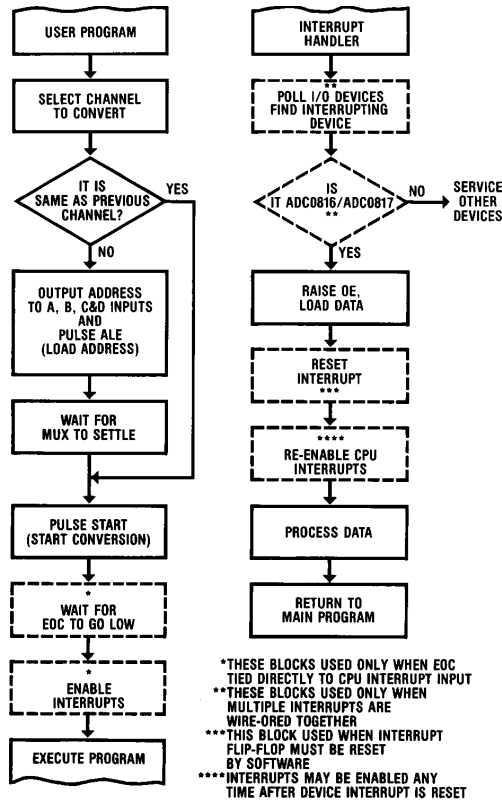 USER PROGRAM
SELECT CHANNEL
TO CONVERT
IT IS
SAME AS PREVIOUS
CHANNEL?
YES
NO
OUTPUT ADDRESS
TO A, B, C&D INPUTS
AND
PULSE ALE
(LOAD ADDRESS)
WAIT FOR
MUX TO SETTLE
PULSE START
(START CONVERSION)
*
WAIT FOR
EOC TO GO LOW
*
ENABLE
INTERRUPTS
EXECUTE PROGRAM
INTERRUPT
HANDLER
**
POLL I/O DEVICES
FIND INTERRUPTING
DEVICE
IS
IT ADC0816/ADC0817
**
NO
SERVICE
OTHER
DEVICES
YES
RAISE OE,
LOAD DATA
RESET
INTERRUPT
***
****
RE-ENABLE CPU
INTERRUPTS
PROCESS DATA
RETURN TO
MAIN PROGRAM
*THESE BLOCKS USED ONLY WHEN EOC
TIED DIRECTLY TO CPU INTERRUPT INPUT
**THESE BLOCKS USED ONLY WHEN
MULTIPLE INTERRUPTS ARE
WIRE-ORED TOGETHER
***THIS BLOCK USED WHEN INTERRUPT
FLIP-FLOP MUST BE RESET
BY SOFTWARE
****INTERRUPTS MAY BE ENABLED ANY
TIME AFTER DEVICE INTERRUPT IS RESET